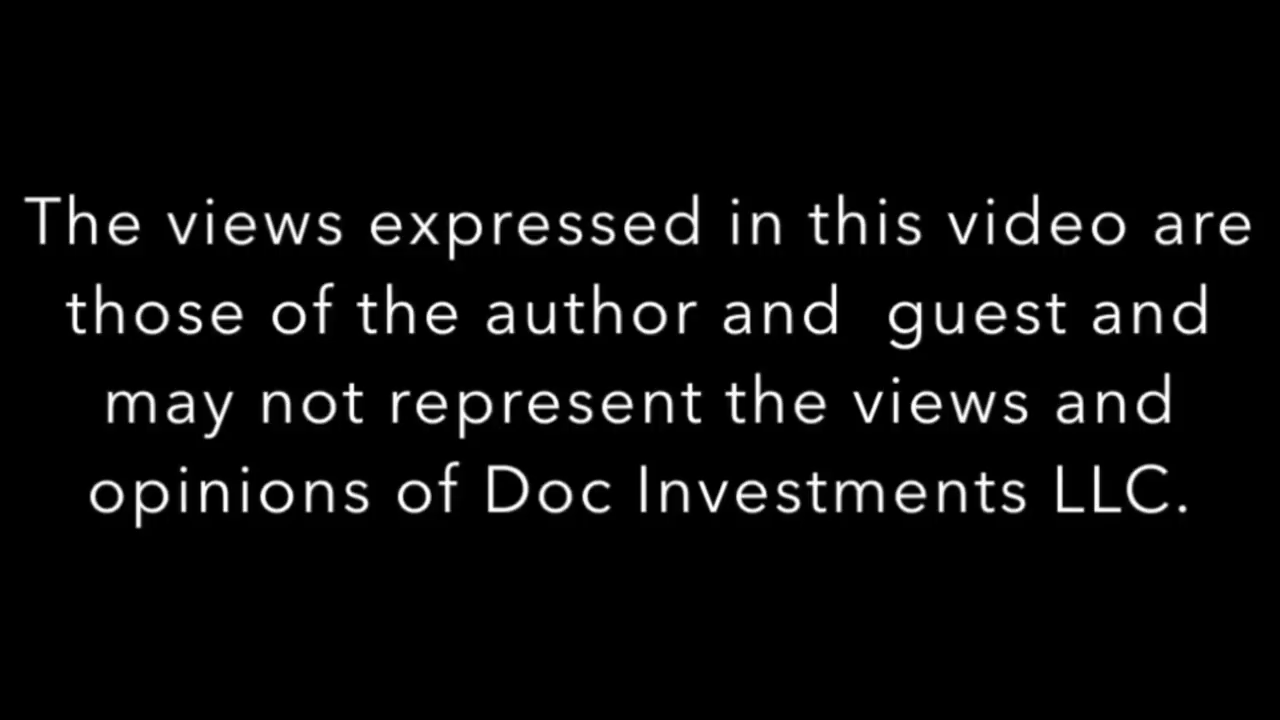 The views expressed in this video are
those of the author and  guest and
may not represent the views and
opinions of Doc Investments LLC.